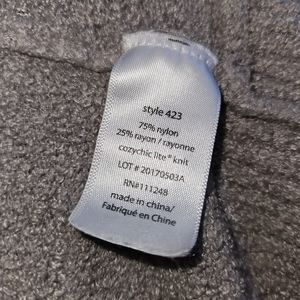 style 423
75% nylon
25% rayon / rayonne
cozychic lite® knit
LOT # 20170503A
RN#111248
made in china/
Fabriqué en Chine